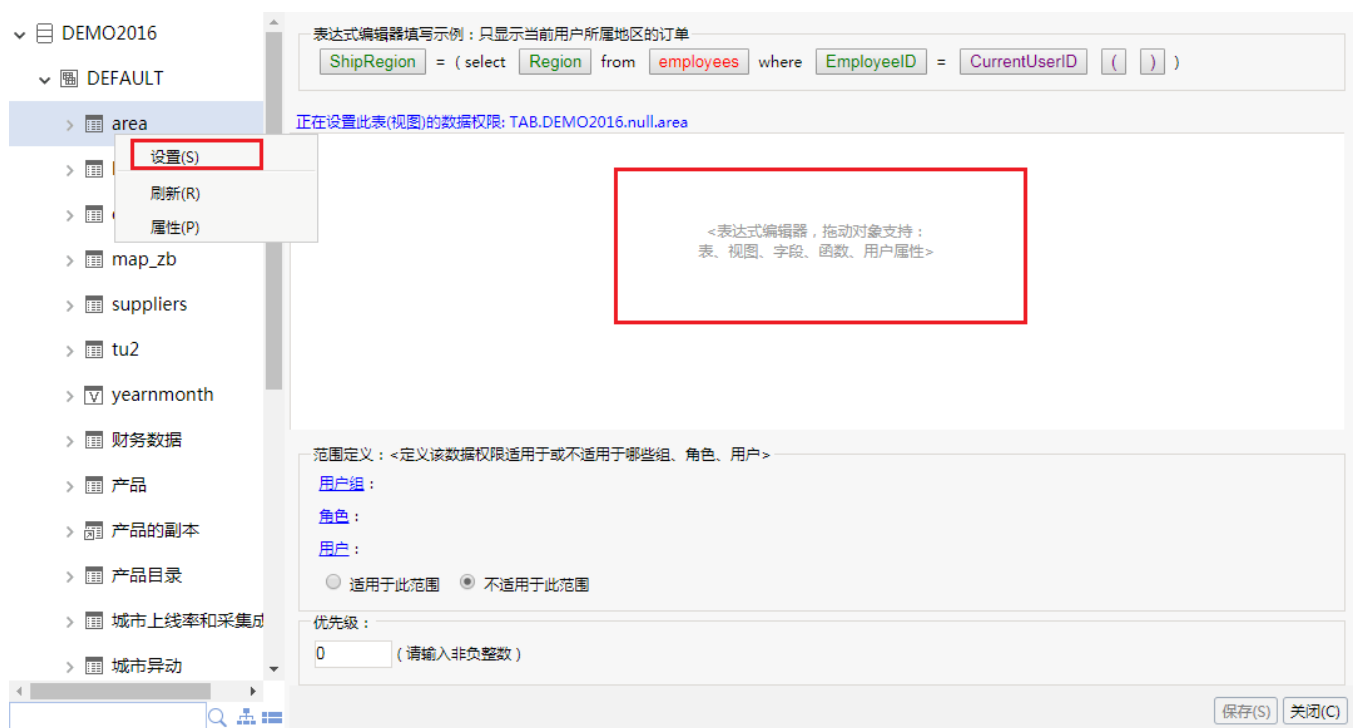 DEMO2016
DEFAULT
area
设置(S)
刷新(R)
属性(P)
map_zb
suppliers
tu2
yearnmonth
财务数据
产品
产品的副本
产品目录
城市上线率和采集成
城市异动
表达式编辑器填写示例：只显示当前用户所属地区的订单
ShipRegion = ( select Region from employees where EmployeeID = CurrentUserID ( ) )
正在设置此表(视图)的数据权限: TAB.DEMO2016.null.area
<表达式编辑器，拖动对象支持：
表、视图、字段、函数、用户属性>
范围定义：<定义该数据权限适用于或不适用于哪些组、角色、用户>
用户组：
角色：
用户：
适用于此范围 不适用于此范围
优先级：
0 （请输入非负整数）
保存(S) 关闭(C)